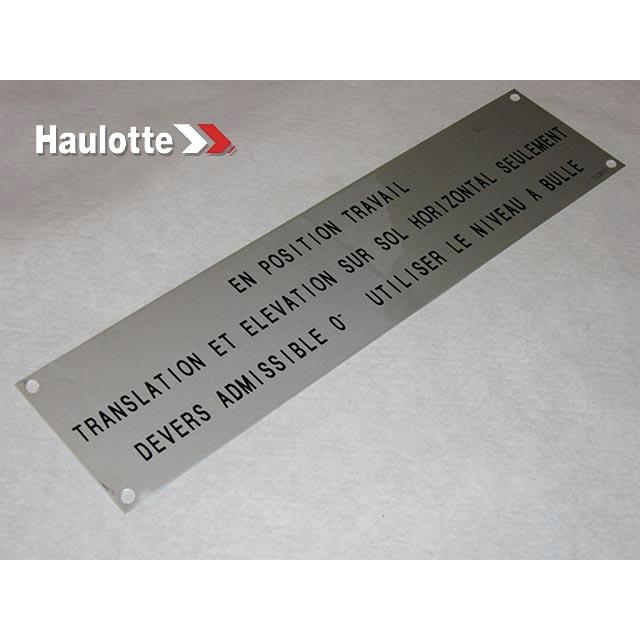 Haulotte
EN POSITION TRAVAIL
TRANSLATION ET ELEVATION SUR SOL HORIZONTAL SEULEMENT
DEVERS ADMISSIBLE 0° UTILISER LE NIVEAU A BULLE